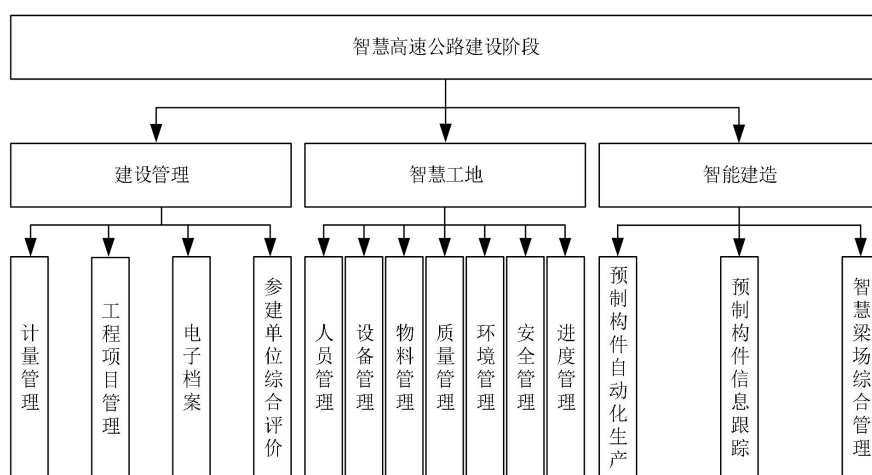 智慧高速公路建设阶段
建设管理
智慧工地
智能建造
计量管理
工程项目管理
电子档案
参建单位综合评价
人员管理
设备管理
物料管理
质量管理
环境管理
安全管理
进度管理
预制构件自动化生产
预制构件信息跟踪
智慧梁场综合管理